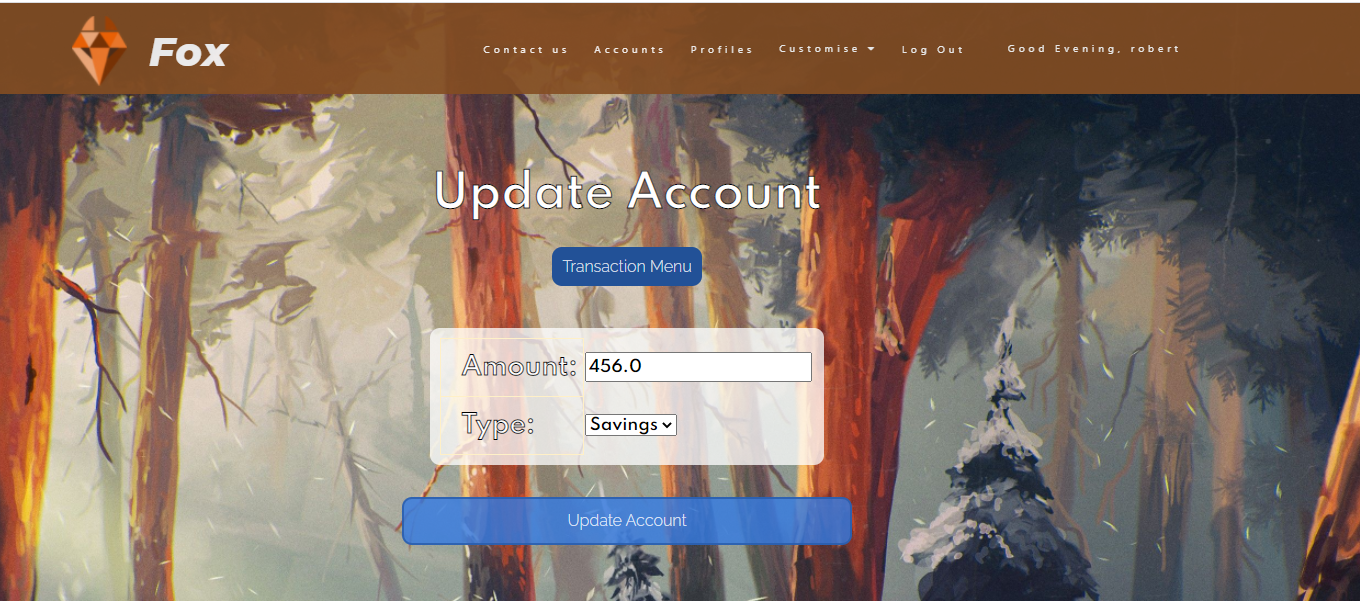 Fox
Contact us Accounts Profiles Customise Log Out Good Evening, robert
Update Account
Transaction Menu
Amount: 456.0
Type: Savings
Update Account